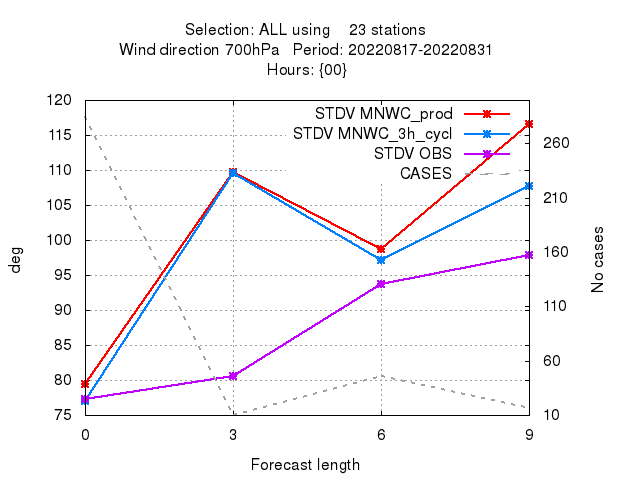 Selection: ALL using    23 stations
Wind direction 700hPa   Period: 20220817-20220831
Hours: {00}
STDV MNWC_prod
STDV MNWC_3h_cycl
STDV OBS
CASES
120
115
110
105
100
95
90
85
80
75
deg
260
210
160
110
60
10
No cases
0 3 6 9
Forecast length